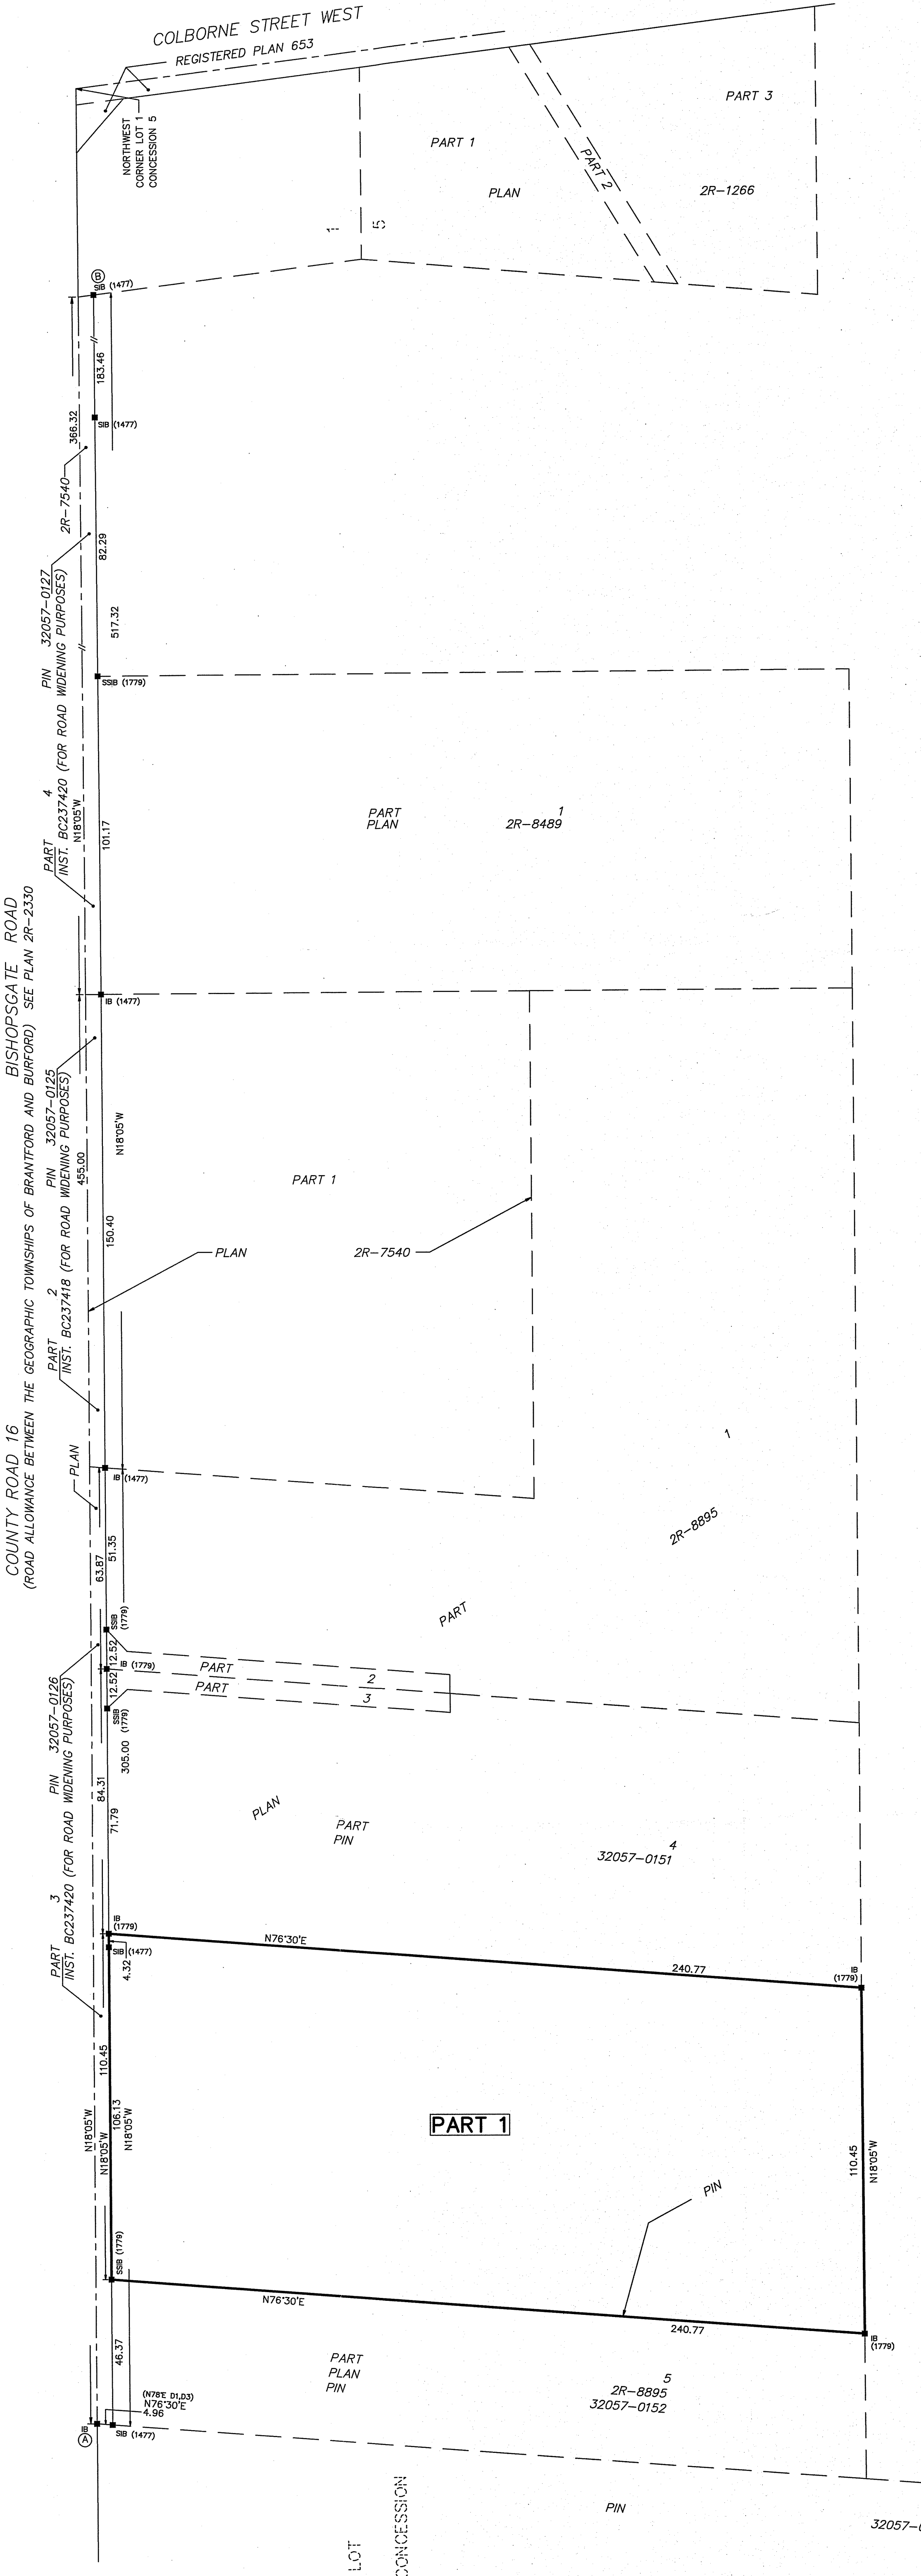 COLBORNE STREET WEST
REGISTERED PLAN 653
NORTHWEST
CORNER LOT 1
CONCESSION 5
PART 1
PLAN
PART 2
PART 3
2R-1266
1
5
B
SIB (1477)
183.46
366.32
SIB (1477)
2R-7540
82.29
517.32
PIN 32057-0127
PART 4
INST. BC237420 (FOR ROAD WIDENING PURPOSES)
N18°05'W
SSIB (1779)
101.17
PART 1
PLAN 2R-8489
IB (1477)
COUNTY ROAD 16 BISHOPSGATE ROAD
(ROAD ALLOWANCE BETWEEN THE GEOGRAPHIC TOWNSHIPS OF BRANTFORD AND BURFORD) SEE PLAN 2R-2330
PART 2 PIN 32057-0125
INST. BC237418 (FOR ROAD WIDENING PURPOSES)
455.00
N18°05'W
150.40
PART 1
PLAN
2R-7540
PLAN
IB (1477)
1
2R-8895
PART
63.87
51.35
SSIB
(1779)
12.52
IB (1779)
12.52
SSIB
(1779)
PART 2
PART 3
305.00
84.31
71.79
PART 3 PIN 32057-0126
INST. BC237420 (FOR ROAD WIDENING PURPOSES)
PLAN
PART 4
PIN 32057-0151
IB
(1779)
SIB (1477)
4.32
N76°30'E
240.77
IB
(1779)
110.45
106.13
N18°05'W
N18°05'W
N18°05'W
PART 1
110.45
N18°05'W
PIN
SSIB (1779)
N76°30'E
240.77
IB
(1779)
46.37
PART 5
PLAN 2R-8895
PIN 32057-0152
(N78°E D1,D3)
N76°30'E
4.96
IB
A
SIB (1477)
LOT
CONCESSION
PIN
32057-